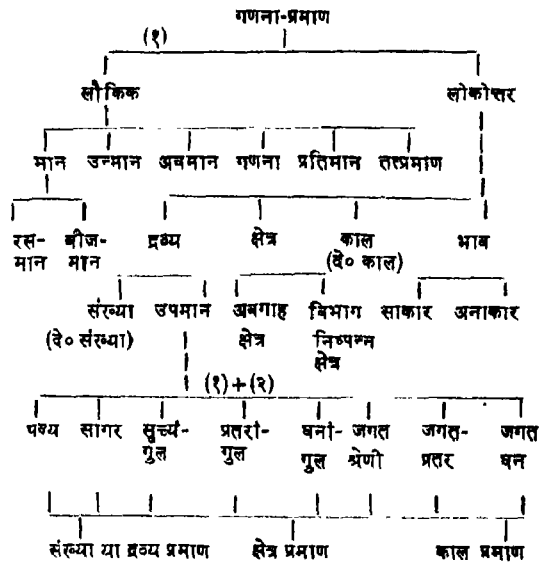 गणना-प्रमाण
(१)
लौकिक लोकोत्तर
मान उन्मान अवमान गणना प्रतिमान तत्प्रमाण
रस- बीज- द्रव्य क्षेत्र काल भाव
मान मान (दे० काल)
संख्या उपमान अवगाह विभाग साकार अनाकार
(दे० संख्या) क्षेत्र निष्पन्न
क्षेत्र
(१) + (२)
पल्य सागर सूच्यं- प्रतरां- घनां- जगत जगत- जगत
गुल गुल गुल श्रेणी प्रतर घन
संख्या या द्रव्य प्रमाण क्षेत्र प्रमाण काल प्रमाण